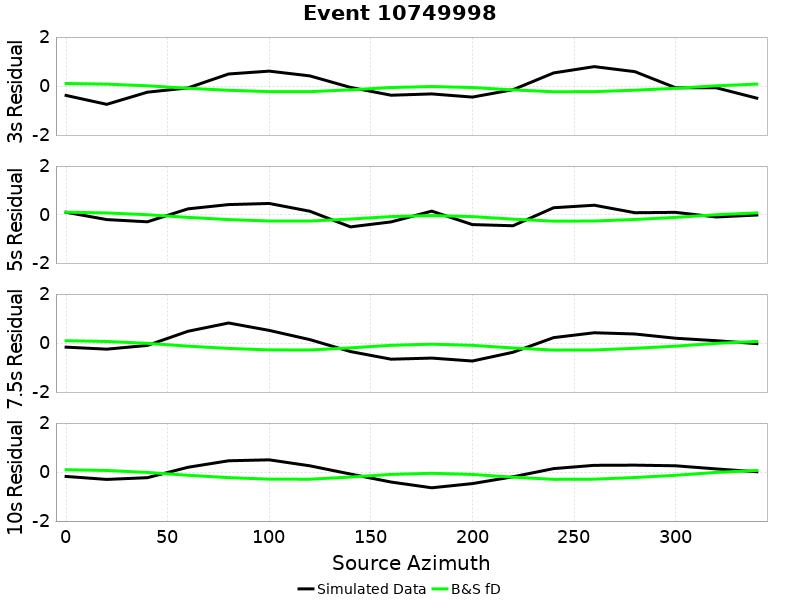 Event 10749998
3s Residual
2
0
-2
5s Residual
2
0
-2
7.5s Residual
2
0
-2
10s Residual
2
0
-2
0 50 100 150 200 250 300
Source Azimuth
Simulated Data B&S fD